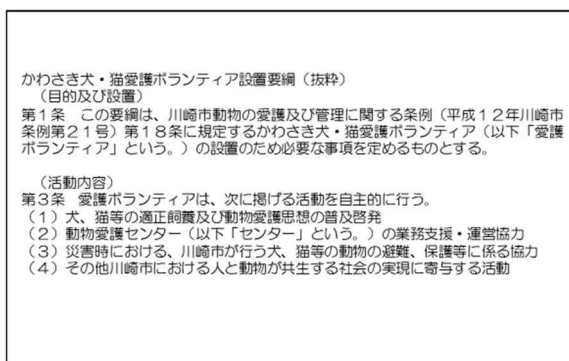 かわさき犬・猫愛護ボランティア設置要綱（抜粋）
（目的及び設置）
第１条　この要綱は、川崎市動物の愛護及び管理に関する条例（平成１２年川崎市
条例第２１号）第１８条に規定するかわさき犬・猫愛護ボランティア（以下「愛護
ボランティア」という。）の設置のため必要な事項を定めるものとする。
（活動内容）
第３条　愛護ボランティアは、次に掲げる活動を自主的に行う。
（１）犬、猫等の適正飼養及び動物愛護思想の普及啓発
（２）動物愛護センター（以下「センター」という。）の業務支援・運営協力
（３）災害時における、川崎市が行う犬、猫等の動物の避難、保護等に係る協力
（４）その他川崎市における人と動物が共生する社会の実現に寄与する活動